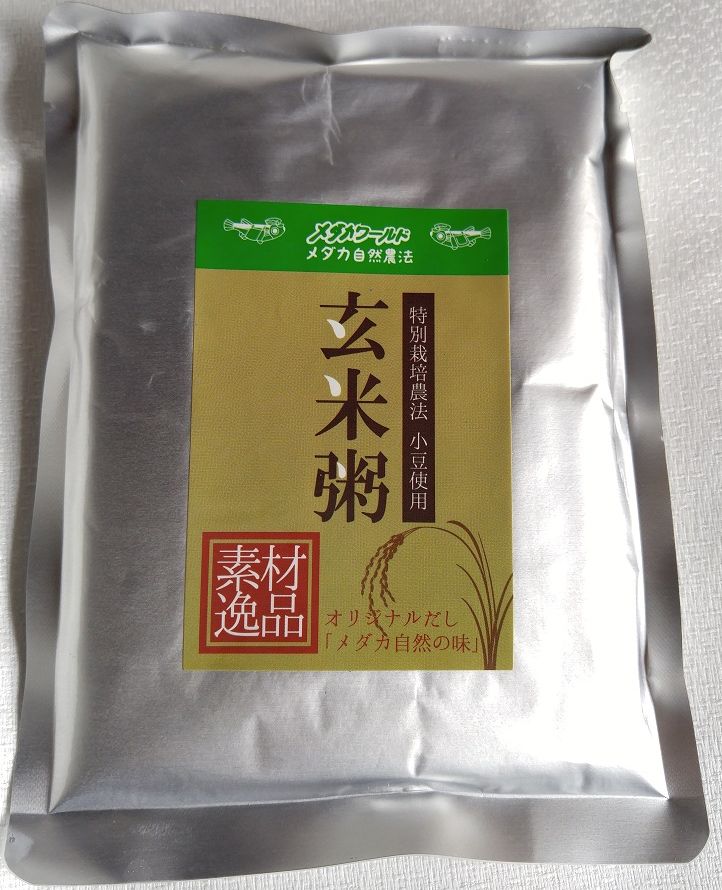 メダカワールド
メダカ自然農法
特別栽培農法 小豆使用
玄米粥
素材
逸品
オリジナルだし
「メダカ自然の味」